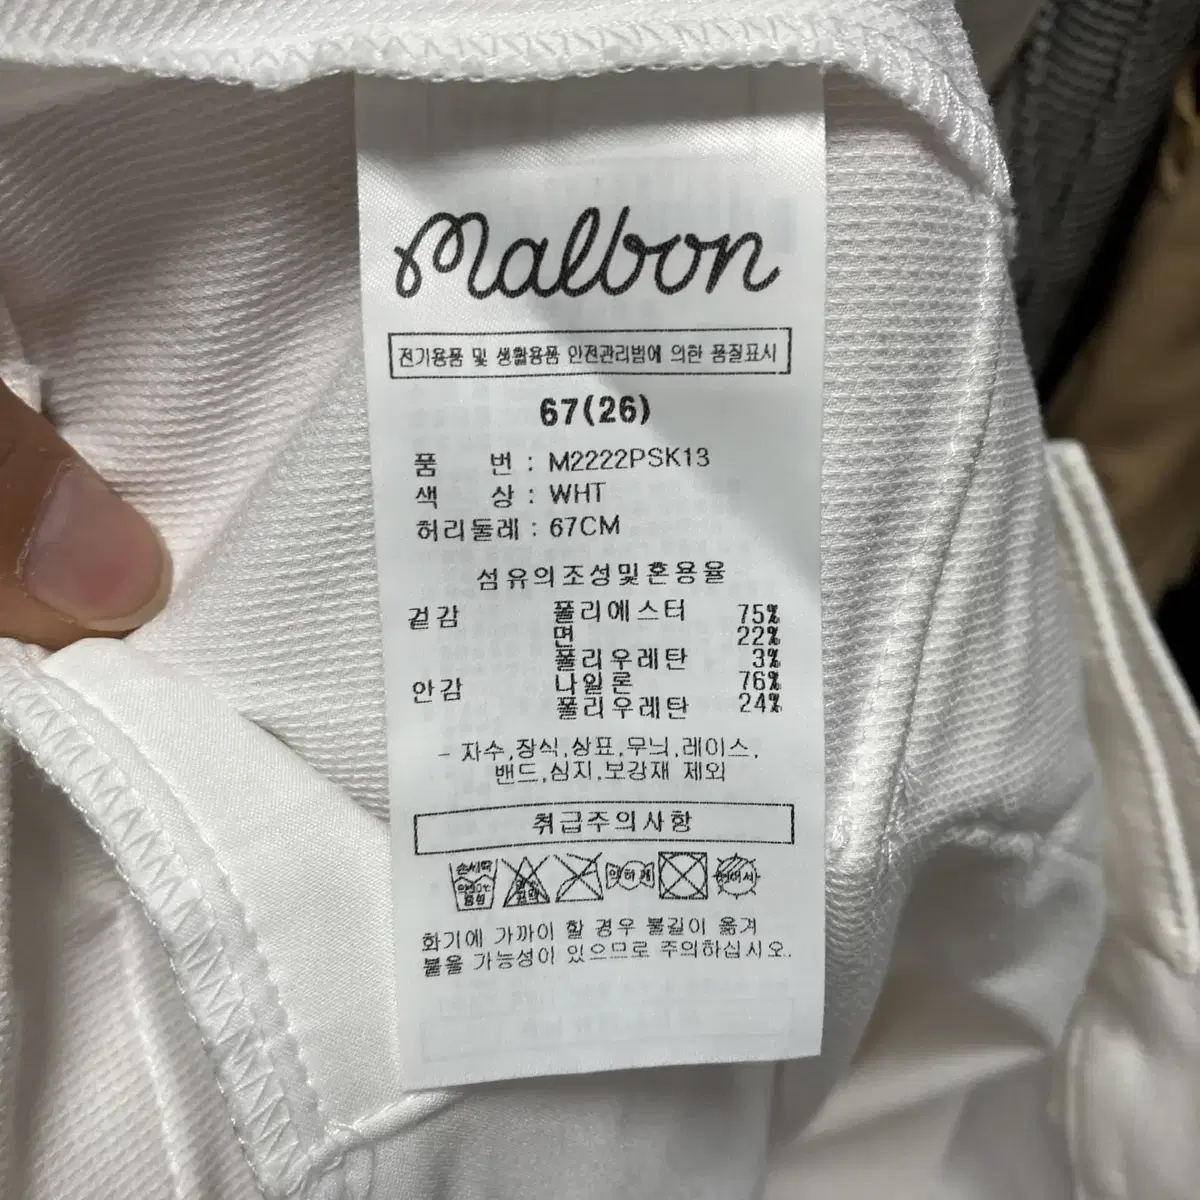 malbon
전기용품 및 생활용품 안전관리법에 의한 품질표시
67(26)
품 번 : M2222PSK13
색 상 : WHT
허리둘레 : 67CM
섬유의조성및혼용율
겉감 폴리에스터 75%
면 22%
폴리우레탄 3%
안감 나일론 76%
폴리우레탄 24%
- 자수,장식,상표,무늬,레이스,
밴드,심지,보강재 제외
취급주의사항
손세탁
약하게
화기에 가까이 할 경우 불길이 옮겨
붙을 가능성이 있으므로 주의하십시오.